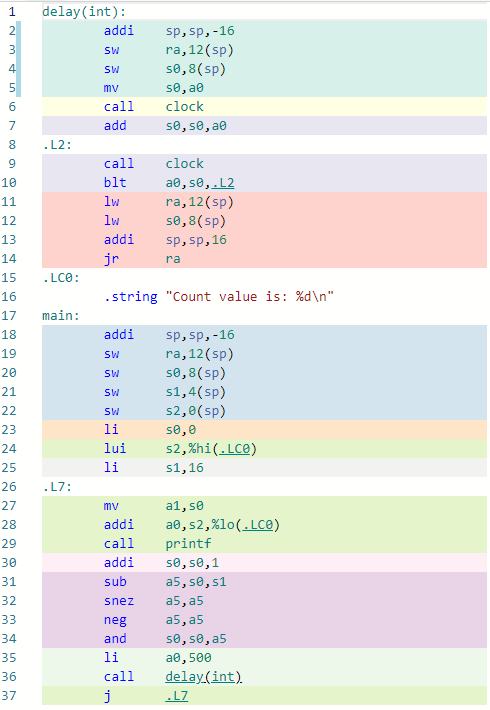 1 delay(int):
2 addi sp,sp,-16
3 sw ra,12(sp)
4 sw s0,8(sp)
5 mv s0,a0
6 call clock
7 add s0,s0,a0
8 .L2:
9 call clock
10 blt a0,s0,.L2
11 lw ra,12(sp)
12 lw s0,8(sp)
13 addi sp,sp,16
14 jr ra
15 .LC0:
16 .string "Count value is: %d\n"
17 main:
18 addi sp,sp,-16
19 sw ra,12(sp)
20 sw s0,8(sp)
21 sw s1,4(sp)
22 sw s2,0(sp)
23 li s0,0
24 lui s2,%hi(.LC0)
25 li s1,16
26 .L7:
27 mv a1,s0
28 addi a0,s2,%lo(.LC0)
29 call printf
30 addi s0,s0,1
31 sub a5,s0,s1
32 snez a5,a5
33 neg a5,a5
34 and s0,s0,a5
35 li a0,500
36 call delay(int)
37 j .L7